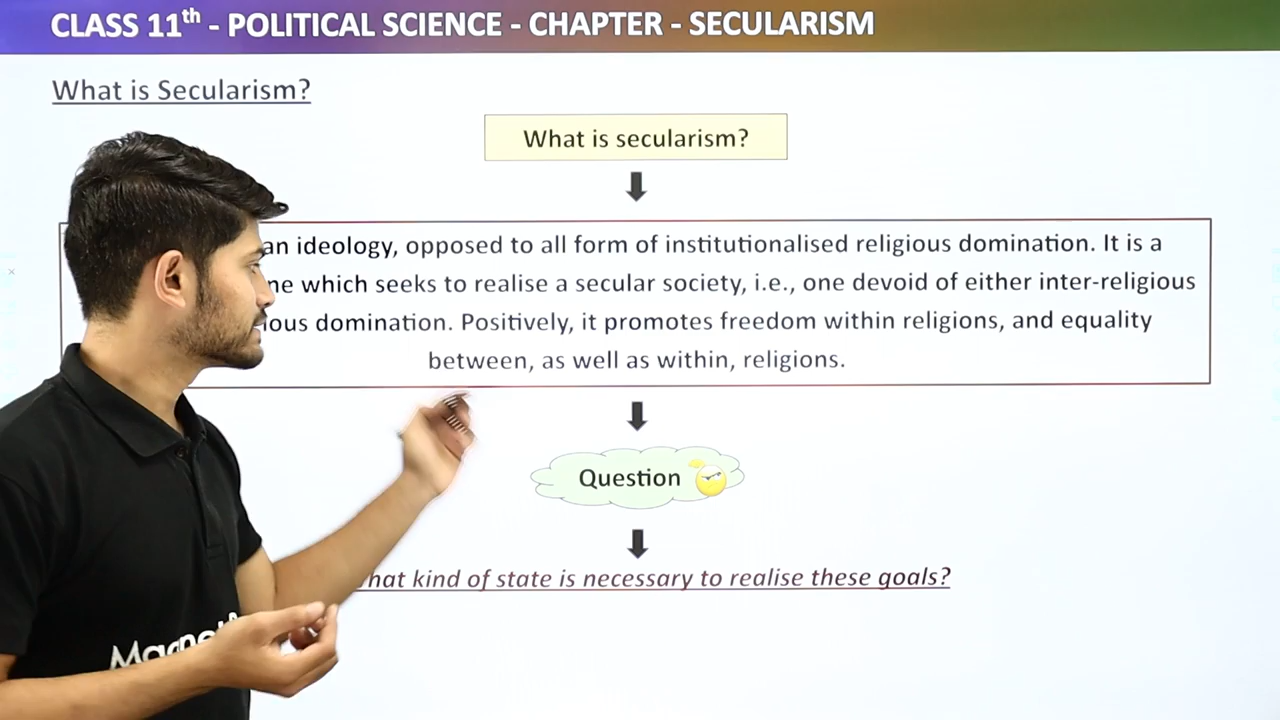 CLASS 11th - POLITICAL SCIENCE - CHAPTER - SECULARISM
What is Secularism?
What is secularism?
an ideology, opposed to all form of institutionalised religious domination. It is a
ne which seeks to realise a secular society, i.e., one devoid of either inter-religious
ious domination. Positively, it promotes freedom within religions, and equality
between, as well as within, religions.
Question
hat kind of state is necessary to realise these goals?
Magnet